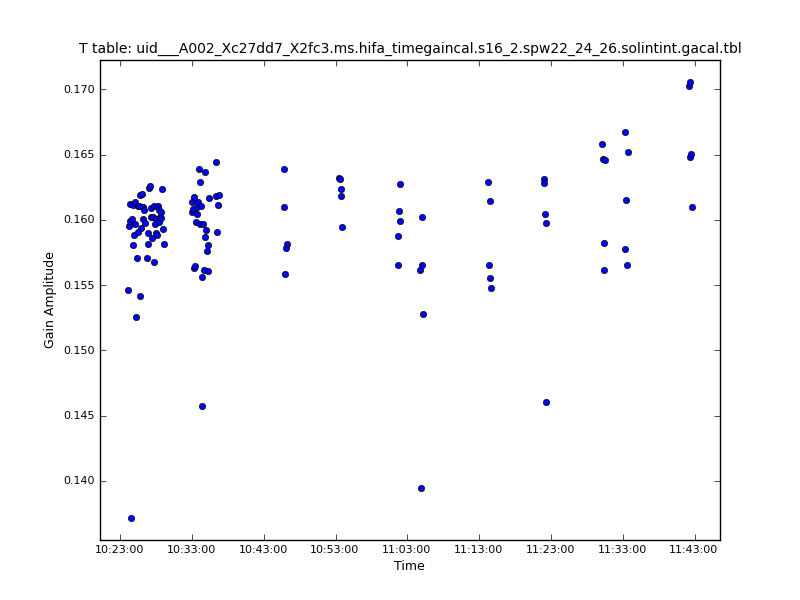 T table: uid___A002_Xc27dd7_X2fc3.ms.hifa_timegaincal.s16_2.spw22_24_26.solintint.gacal.tbl
0.170
0.165
0.160
0.155
0.150
0.145
0.140
Gain Amplitude
10:23:00 10:33:00 10:43:00 10:53:00 11:03:00 11:13:00 11:23:00 11:33:00 11:43:00
Time